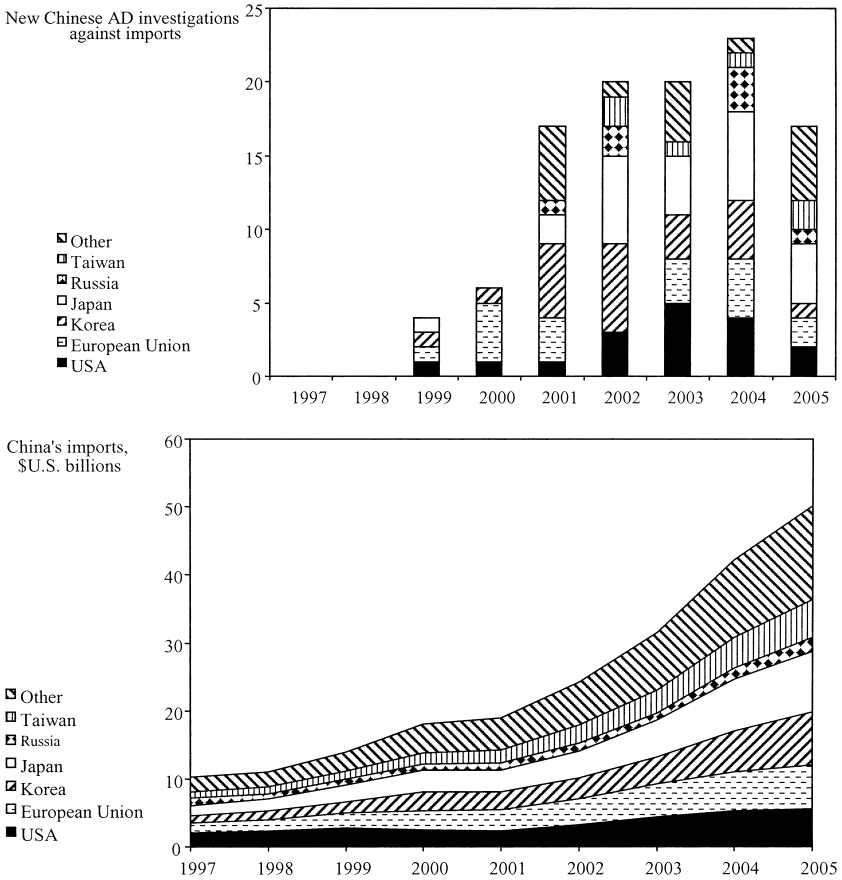 New Chinese AD investigations
against imports
25
20
15
10
5
0
Other
Taiwan
Russia
Japan
Korea
European Union
USA
1997 1998 1999 2000 2001 2002 2003 2004 2005
China's imports,
$U.S. billions
60
50
40
30
20
10
0
Other
Taiwan
Russia
Japan
Korea
European Union
USA
1997 1998 1999 2000 2001 2002 2003 2004 2005